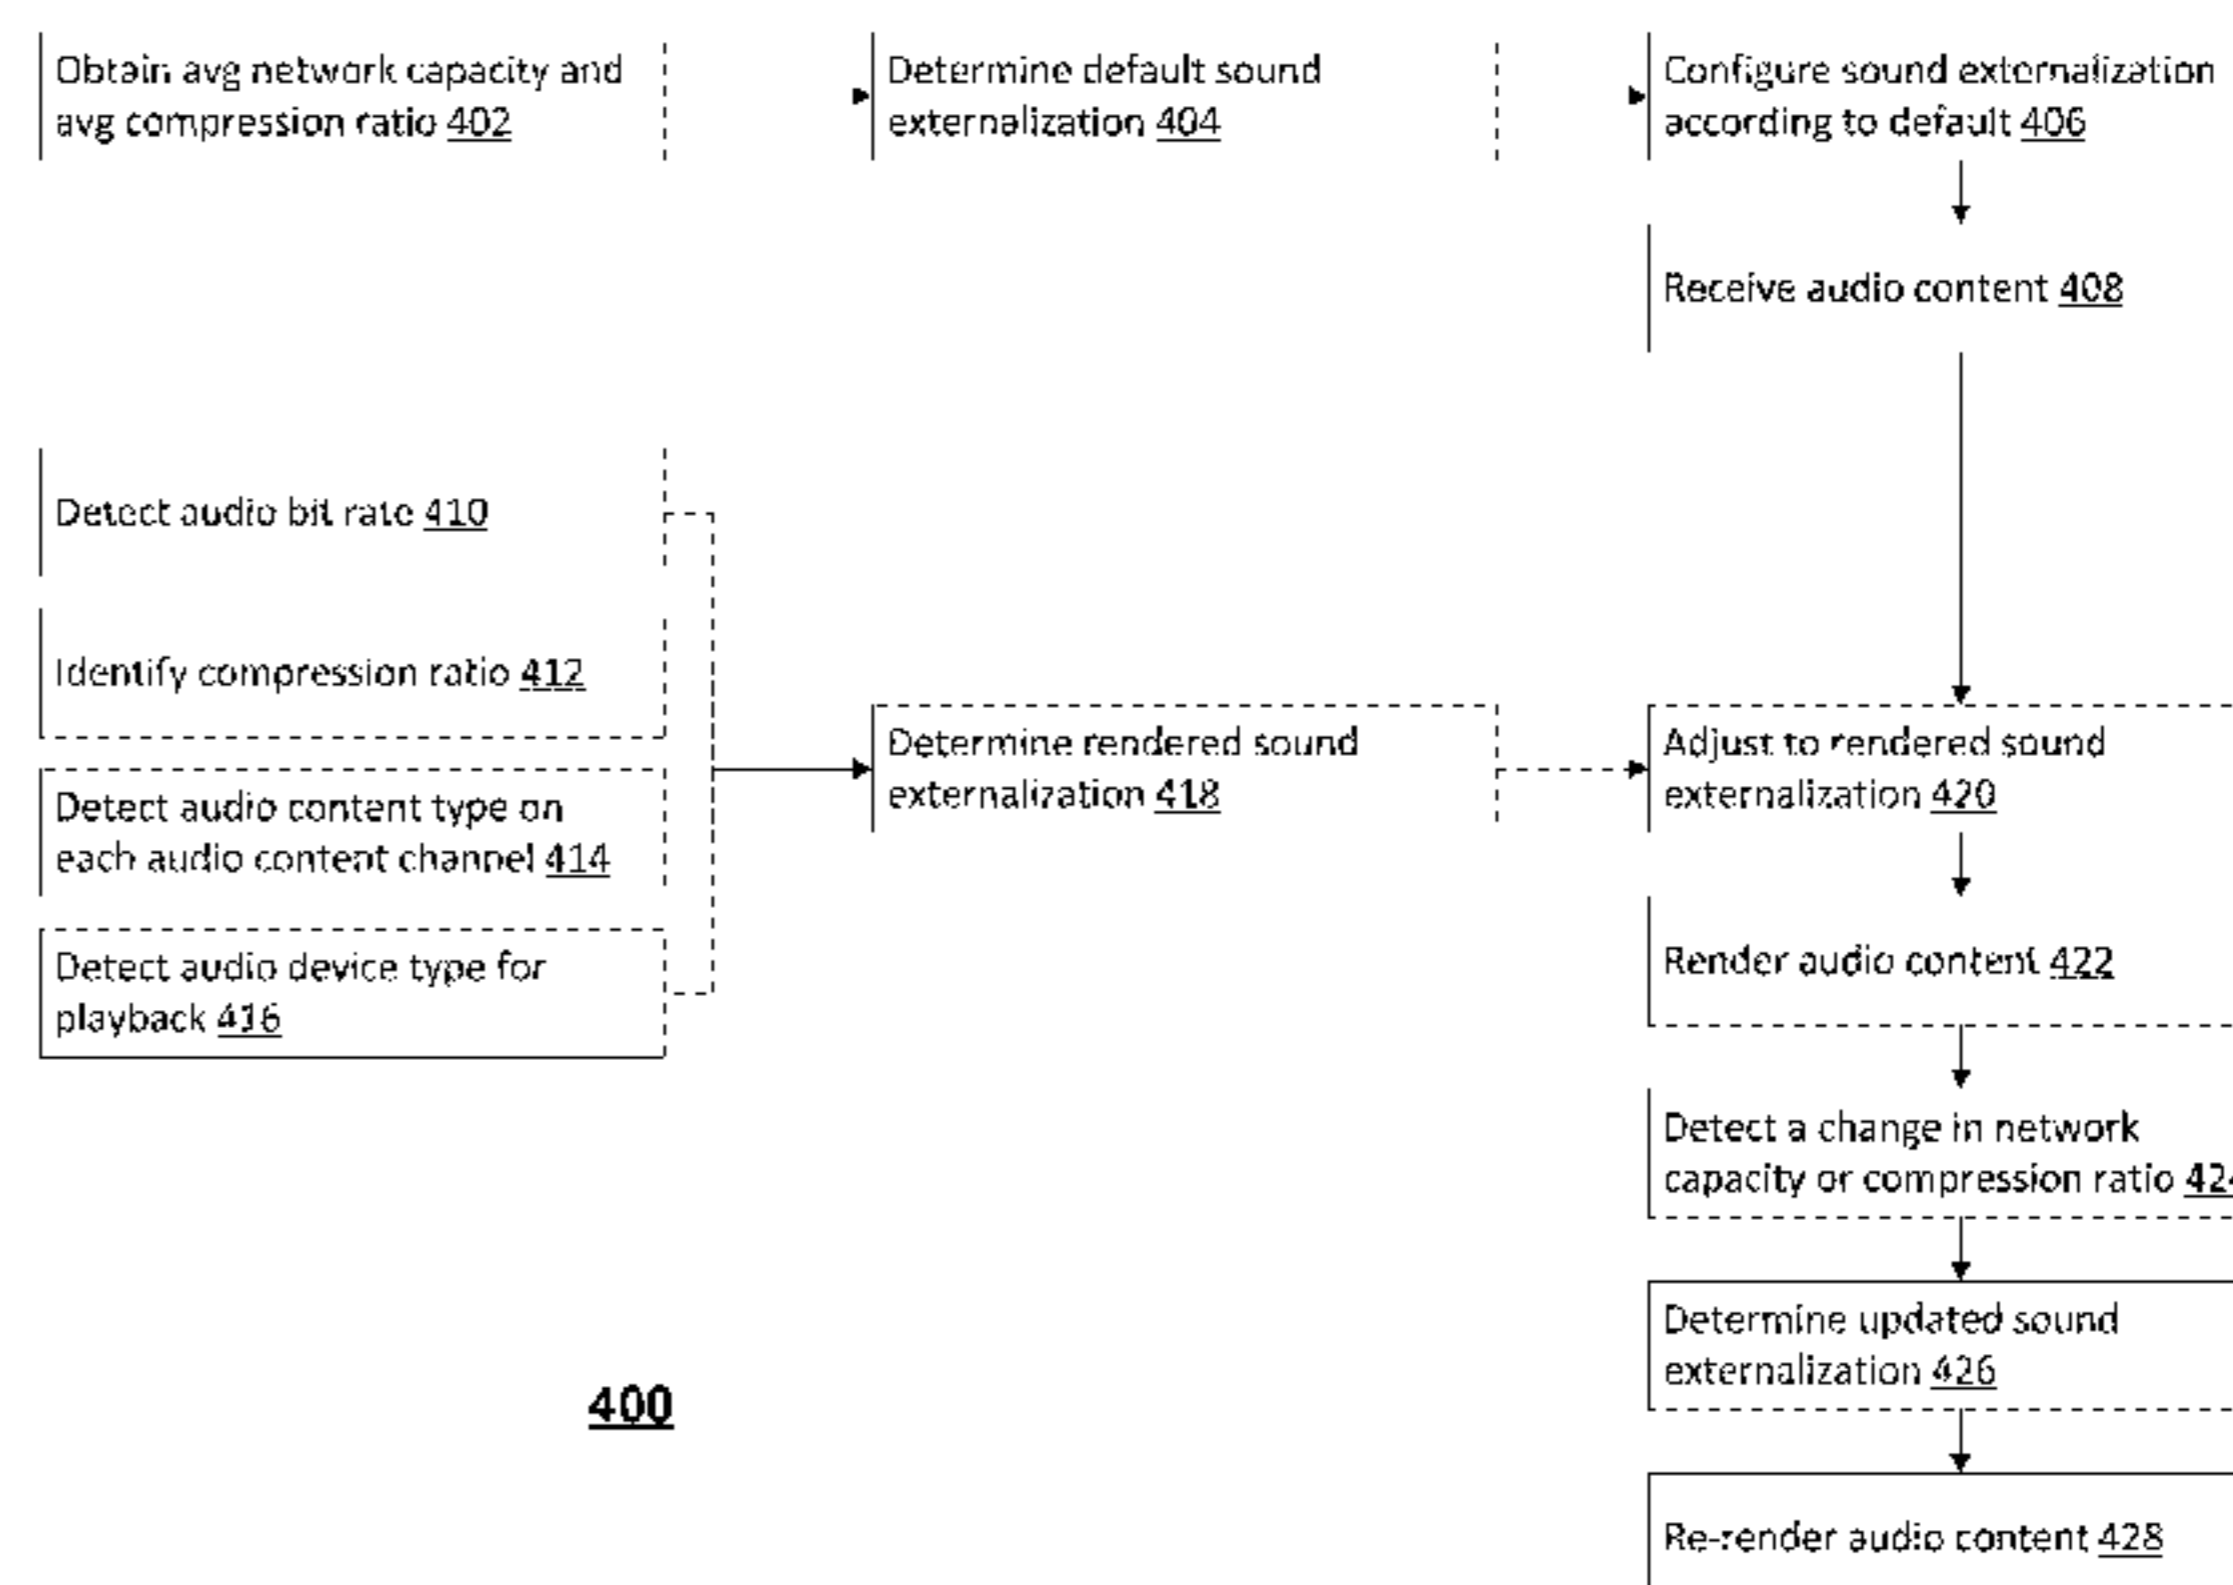 Obtain avg network capacity and
avg compression ratio 402
Determine default sound
externalization 404
Configure sound externalization
according to default 406
Receive audio content 408
Detect audio bit rate 410
Identify compression ratio 412
Detect audio content type on
each audio content channel 414
Detect audio device type for
playback 416
Determine rendered sound
externalization 418
Adjust to rendered sound
externalization 420
Render audio content 422
Detect a change in network
capacity or compression ratio 424
Determine updated sound
externalization 426
Re-render audio content 428
400